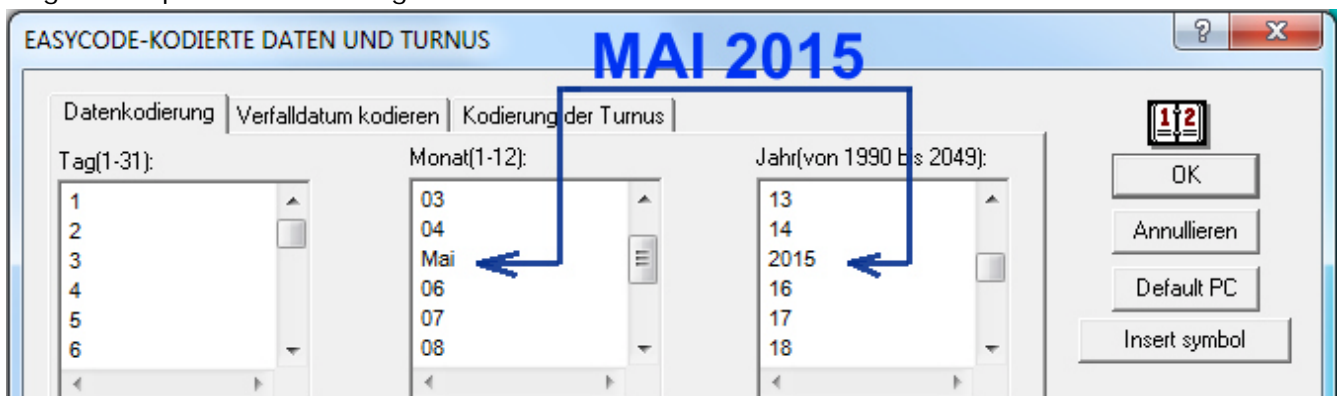 EASYCODE-KODIERTE DATEN UND TURNUS
MAI 2015
Datenkodierung
Verfalldatum kodieren
Kodierung der Turnus
Tag(1-31):
1
2
3
4
5
6
Monat(1-12):
03
04
Mai
06
07
08
Jahr(von 1990 bis 2049):
13
14
2015
16
17
18
1 2
OK
Annullieren
Default PC
Insert symbol